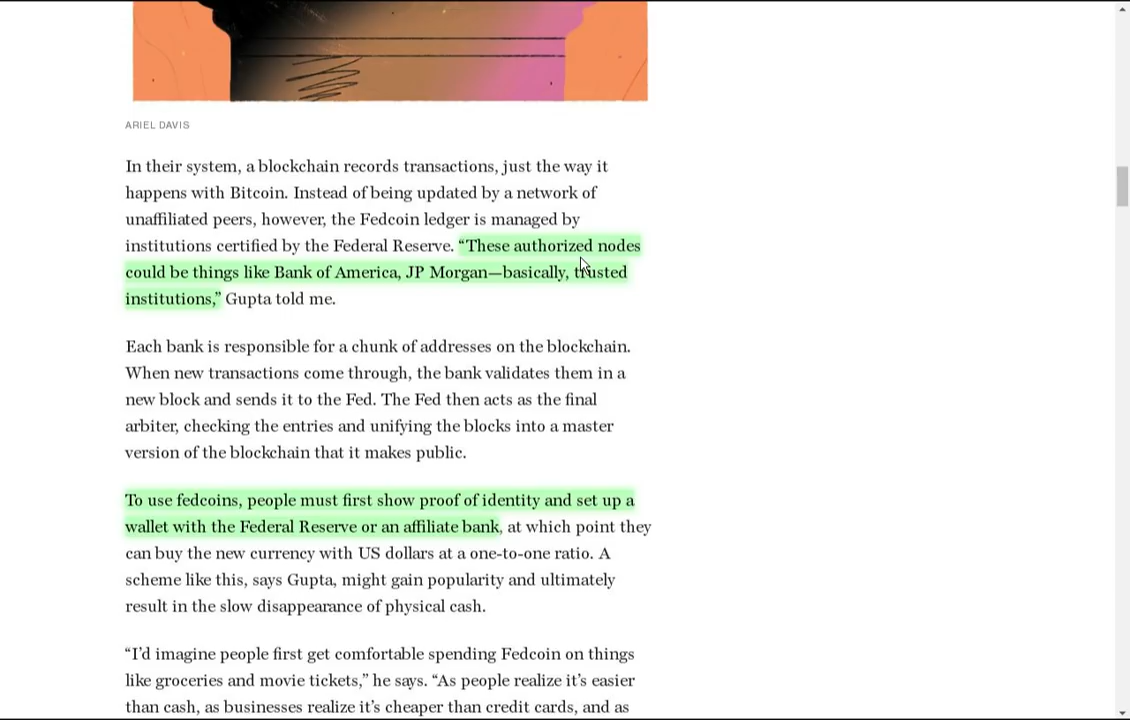 ARIEL DAVIS
In their system, a blockchain records transactions, just the way it
happens with Bitcoin. Instead of being updated by a network of
unaffiliated peers, however, the Fedcoin ledger is managed by
institutions certified by the Federal Reserve. “These authorized nodes
could be things like Bank of America, JP Morgan—basically, trusted
institutions,” Gupta told me.
Each bank is responsible for a chunk of addresses on the blockchain.
When new transactions come through, the bank validates them in a
new block and sends it to the Fed. The Fed then acts as the final
arbiter, checking the entries and unifying the blocks into a master
version of the blockchain that it makes public.
To use fedcoins, people must first show proof of identity and set up a
wallet with the Federal Reserve or an affiliate bank, at which point they
can buy the new currency with US dollars at a one-to-one ratio. A
scheme like this, says Gupta, might gain popularity and ultimately
result in the slow disappearance of physical cash.
“I’d imagine people first get comfortable spending Fedcoin on things
like groceries and movie tickets,” he says. “As people realize it’s easier
than cash, as businesses realize it’s cheaper than credit cards, and as